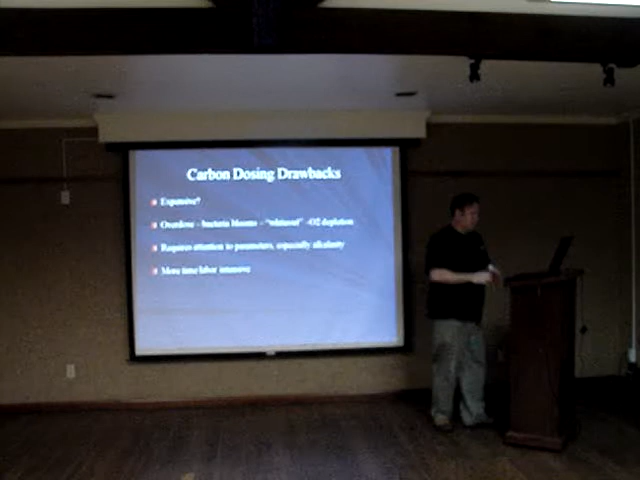 Carbon Dosing Drawbacks
Expensive?
Overdose - bacteria blooms - "whiteout" -O2 depletion
Requires attention to parameters, especially alkalinity
More time labor intensive